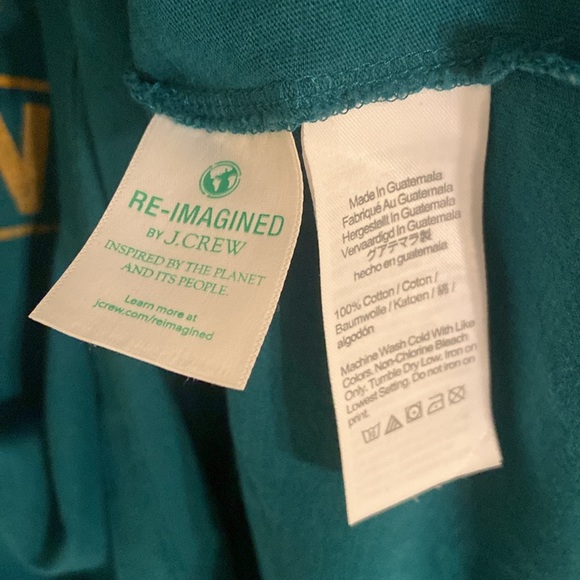 RE-IMAGINED
BY J.CREW
INSPIRED BY THE PLANET
AND ITS PEOPLE.
Learn more at
jcrew.com/reimagined
Made In Guatemala
Fabriqué Au Guatemala
Hergestellt In Guatemala
Vervaardigd In Guatemala
グアテマラ製
hecho en guatemala
100% Cotton / Coton /
Baumwolle / Katoen / 綿 /
algodón
Machine Wash Cold With Like
Colors, Non-Chlorine Bleach
Only, Tumble Dry Low, Iron on
Lowest Setting. Do not iron on
print.